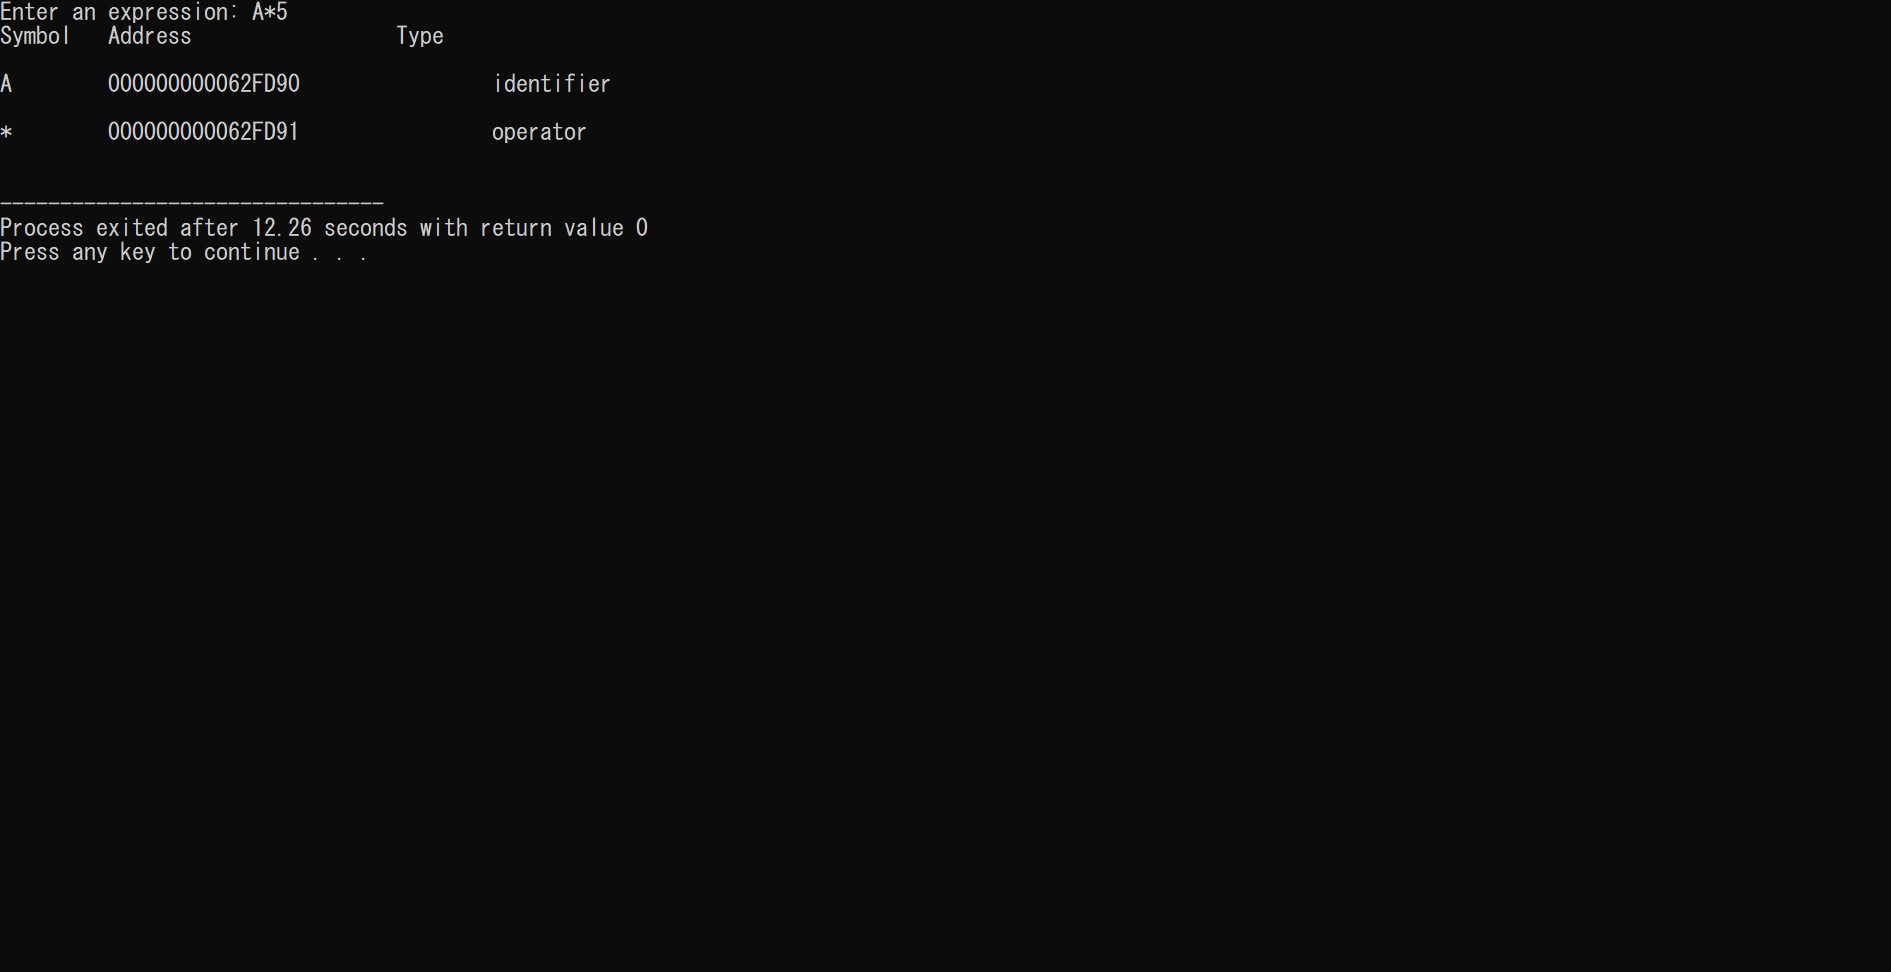 Enter an expression: A*5
Symbol Address Type
A 000000000062FD90 identifier
* 000000000062FD91 operator
--------------------------------
Process exited after 12.26 seconds with return value 0
Press any key to continue . . .